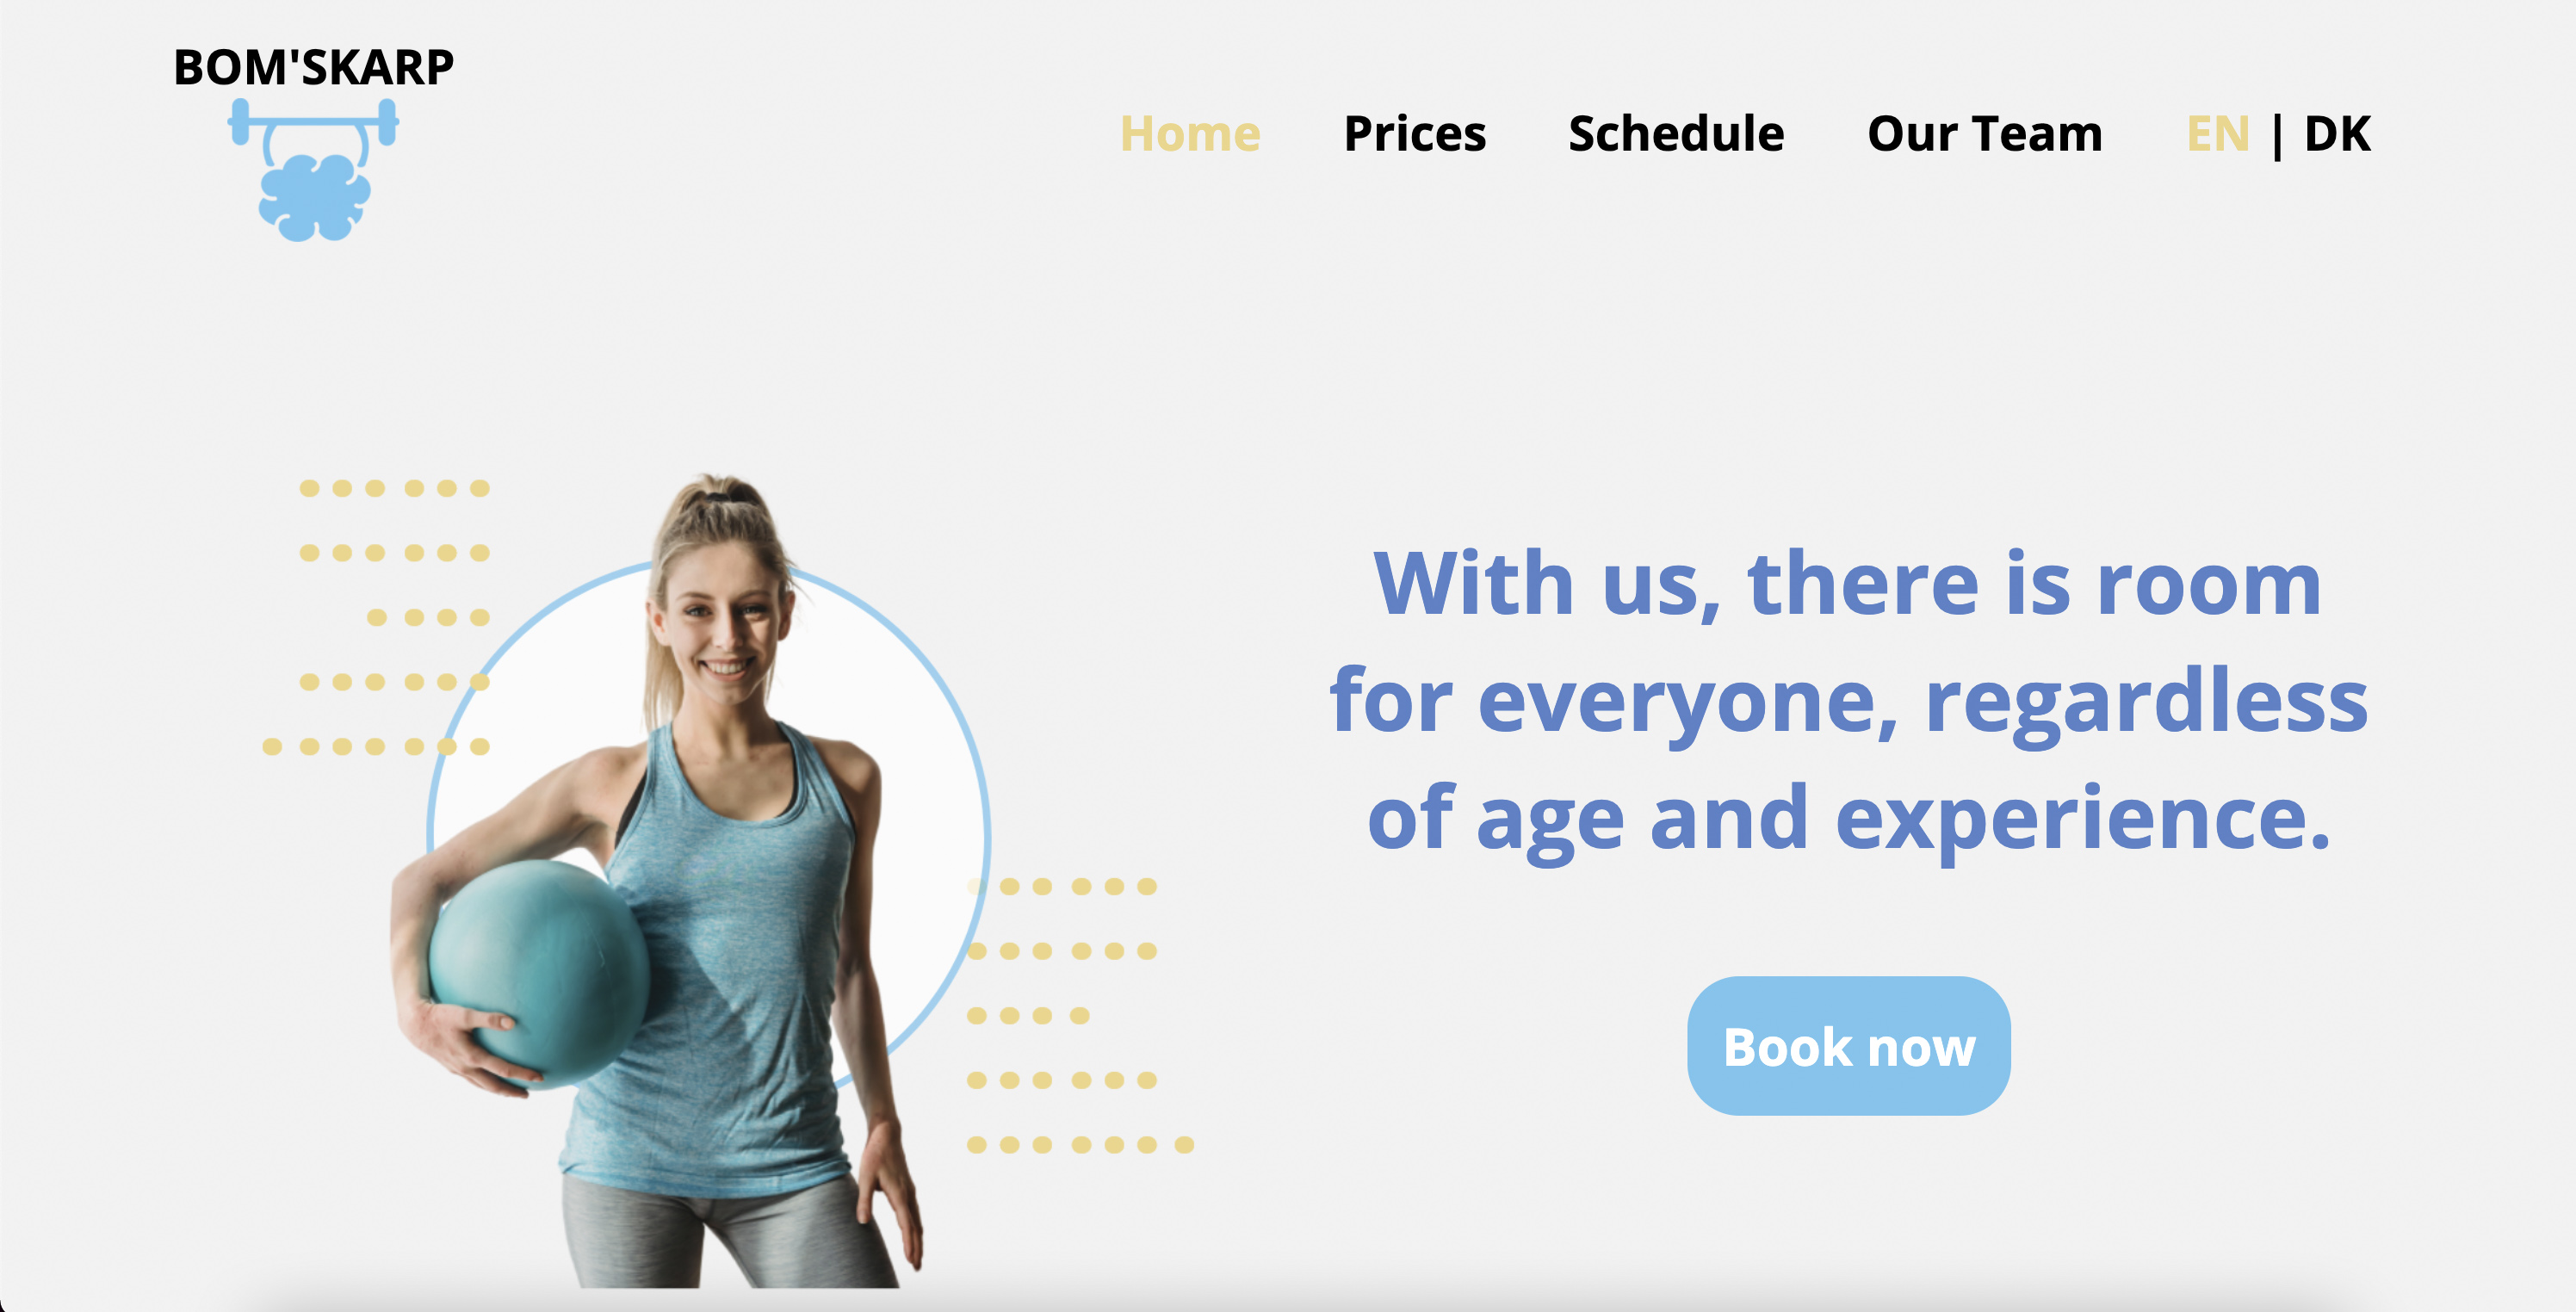 BOM'SKARP
Home Prices Schedule Our Team EN | DK
With us, there is room
for everyone, regardless
of age and experience.
Book now